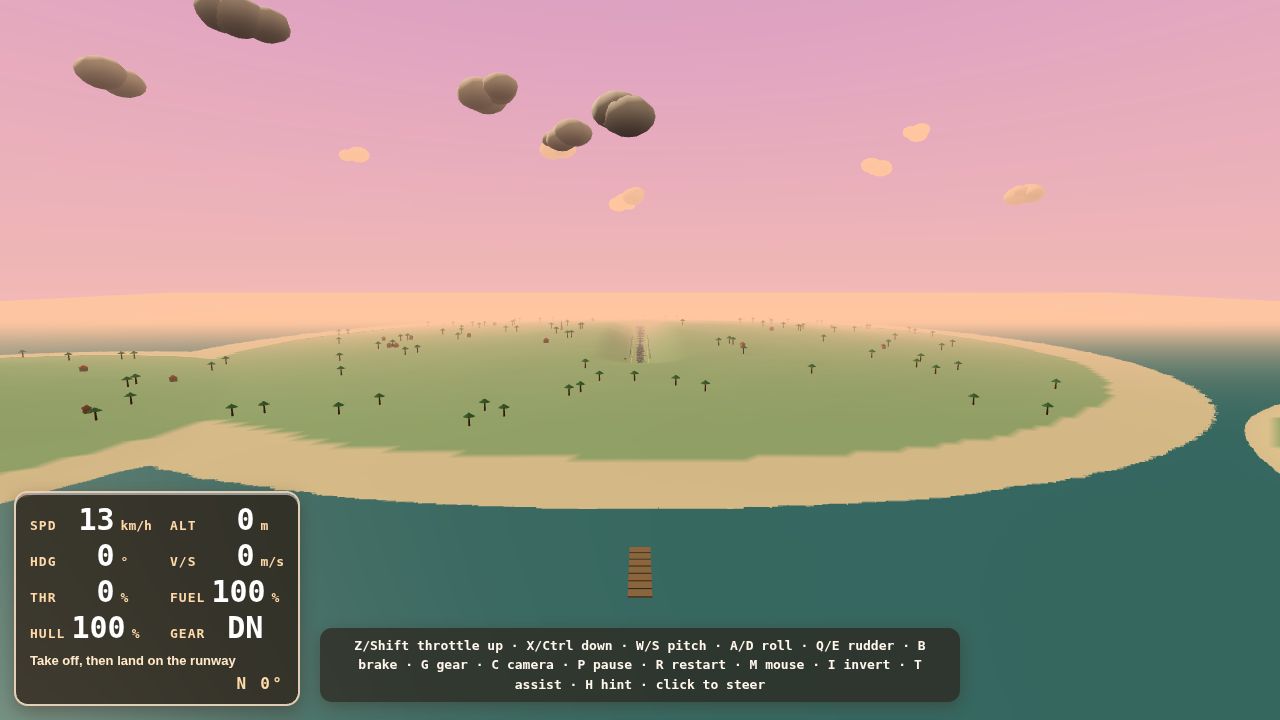 SPD 13 km/h ALT 0 m
HDG 0 ° V/S 0 m/s
THR 0 % FUEL 100 %
HULL 100 % GEAR DN
Take off, then land on the runway
N 0°
Z/Shift throttle up · X/Ctrl down · W/S pitch · A/D roll · Q/E rudder · B
brake · G gear · C camera · P pause · R restart · M mouse · I invert · T
assist · H hint · click to steer